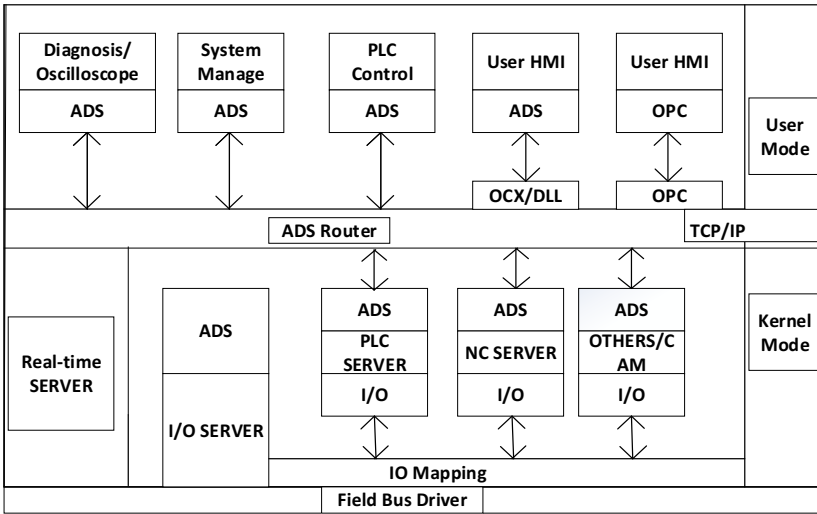 Diagnosis/
Oscilloscope
ADS
System
Manage
ADS
PLC
Control
ADS
User HMI
ADS
User HMI
OPC
User
Mode
OCX/DLL
OPC
ADS Router
TCP/IP
Real-time
SERVER
ADS
I/O SERVER
ADS
PLC
SERVER
I/O
ADS
NC SERVER
I/O
ADS
OTHERS/C
AM
I/O
Kernel
Mode
IO Mapping
Field Bus Driver